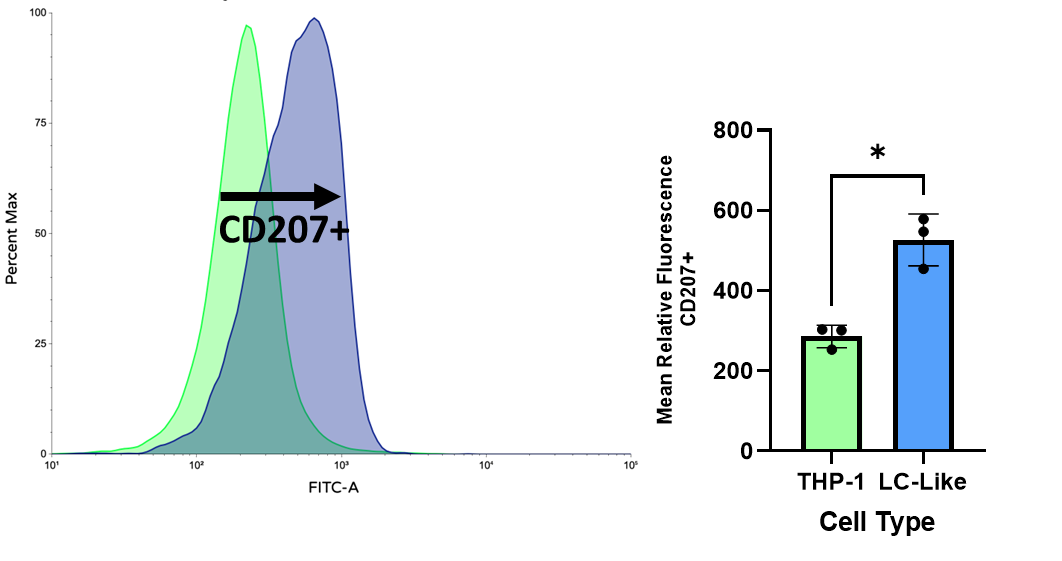 100
75
50
25
0
10¹
10²
10³
10⁴
10⁵
Percent Max
FITC-A
CD207+
800
600
400
200
0
Mean Relative Fluorescence
CD207+
*
THP-1 LC-Like
Cell Type